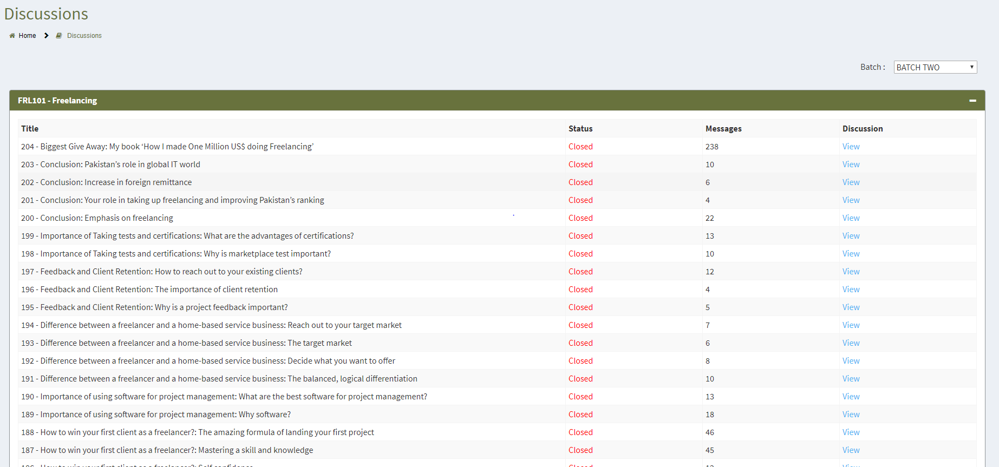 Discussions
Home Discussions
Batch : BATCH TWO
FRL101 - Freelancing
Title Status Messages Discussion
204 - Biggest Give Away: My book ‘How I made One Million US$ doing Freelancing’ Closed 238 View
203 - Conclusion: Pakistan’s role in global IT world Closed 10 View
202 - Conclusion: Increase in foreign remittance Closed 6 View
201 - Conclusion: Your role in taking up freelancing and improving Pakistan’s ranking Closed 4 View
200 - Conclusion: Emphasis on freelancing Closed 22 View
199 - Importance of Taking tests and certifications: What are the advantages of certifications? Closed 13 View
198 - Importance of Taking tests and certifications: Why is marketplace test important? Closed 10 View
197 - Feedback and Client Retention: How to reach out to your existing clients? Closed 12 View
196 - Feedback and Client Retention: The importance of client retention Closed 4 View
195 - Feedback and Client Retention: Why is a project feedback important? Closed 5 View
194 - Difference between a freelancer and a home-based service business: Reach out to your target market Closed 7 View
193 - Difference between a freelancer and a home-based service business: The target market Closed 6 View
192 - Difference between a freelancer and a home-based service business: Decide what you want to offer Closed 8 View
191 - Difference between a freelancer and a home-based service business: The balanced, logical differentiation Closed 10 View
190 - Importance of using software for project management: What are the best software for project management? Closed 13 View
189 - Importance of using software for project management: Why software? Closed 18 View
188 - How to win your first client as a freelancer?: The amazing formula of landing your first project Closed 46 View
187 - How to win your first client as a freelancer?: Mastering a skill and knowledge Closed 45 View